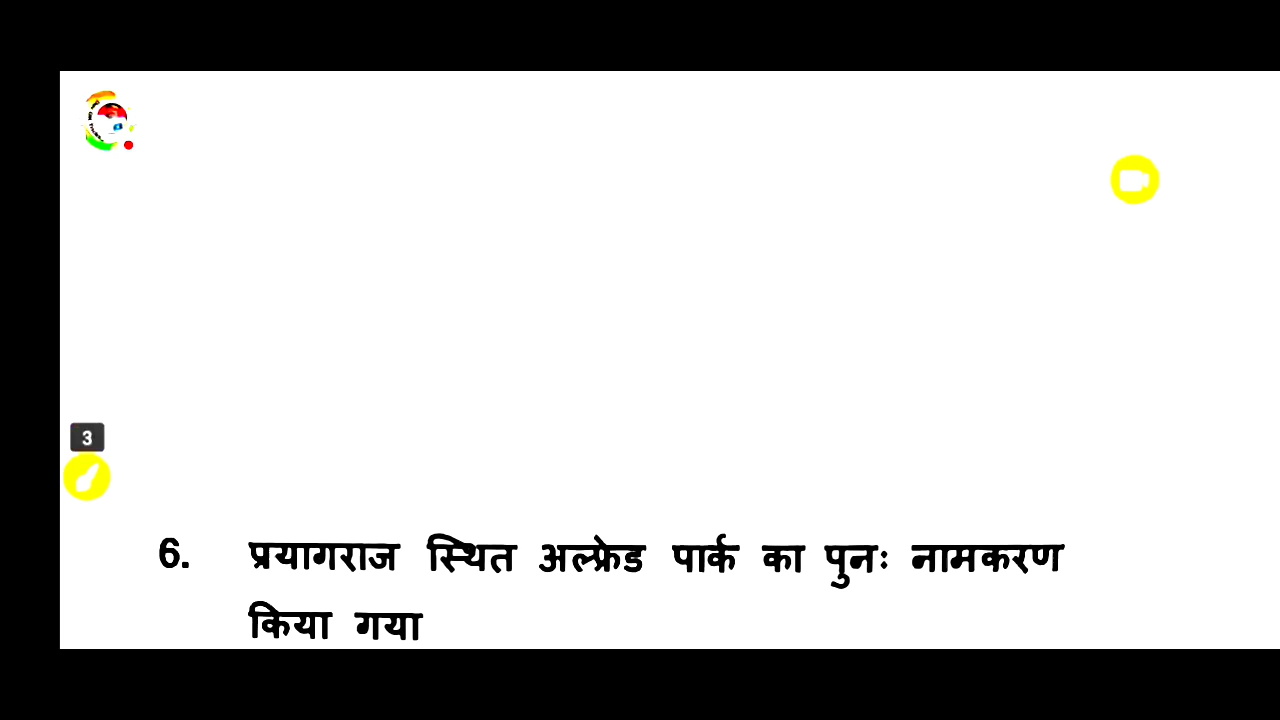 3
6. प्रयागराज स्थित अल्फ्रेड पार्क का पुनः नामकरण
किया गया